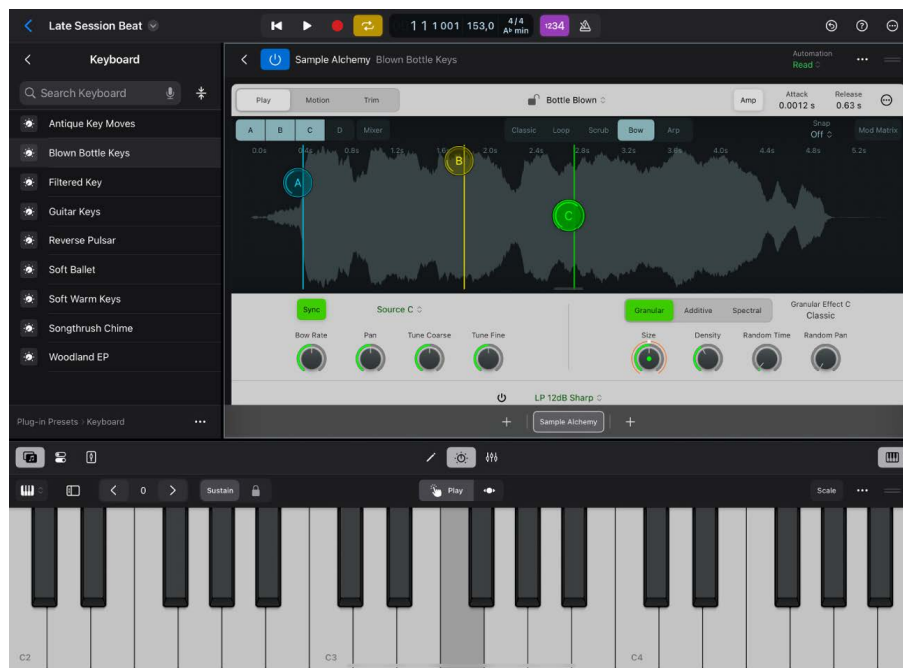 Late Session Beat
1 1 1 001 153,0 4/4 A♭ min 1234
Keyboard
Search Keyboard
Antique Key Moves
Blown Bottle Keys
Filtered Key
Guitar Keys
Reverse Pulsar
Soft Ballet
Soft Warm Keys
Songthrush Chime
Woodland EP
Plug-in Presets Keyboard
Sample Alchemy Blown Bottle Keys
Automation
Read
Play Motion Trim
Bottle Blown
Amp
Attack
0.0012 s
Release
0.63 s
A B C D Mixer
Classic Loop Scrub Bow Arp
Snap
Off
Mod Matrix
0.0s 0.4s 0.8s 1.2s 1.6s 2.0s 2.4s 2.8s 3.2s 3.6s 4.0s 4.4s 4.8s 5.2s
A
B
C
Sync
Source C
Granular Additive Spectral
Granular Effect C
Classic
Bow Rate Pan Tune Coarse Tune Fine
Size Density Random Time Random Pan
LP 12dB Sharp
Sample Alchemy
0 Sustain
Play
Scale
C2 C3 C4